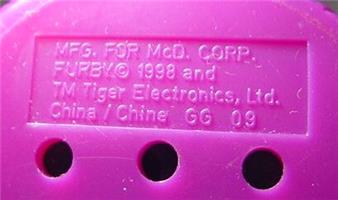 MFG. FOR McD. CORP.
FURBY© 1998 and
TM Tiger Electronics, Ltd.
China / Chine GG 09